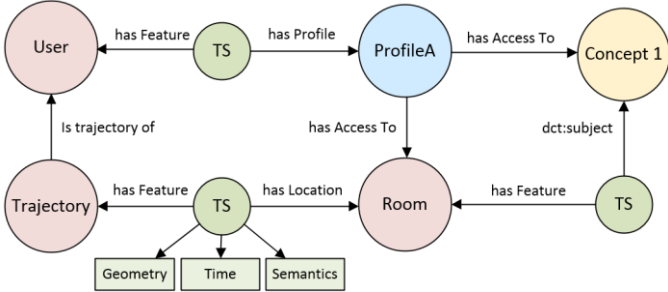 User
has Feature
TS
has Profile
ProfileA
has Access To
Concept 1
Is trajectory of
has Access To
dct:subject
Trajectory
has Feature
TS
has Location
Room
has Feature
TS
Geometry
Time
Semantics